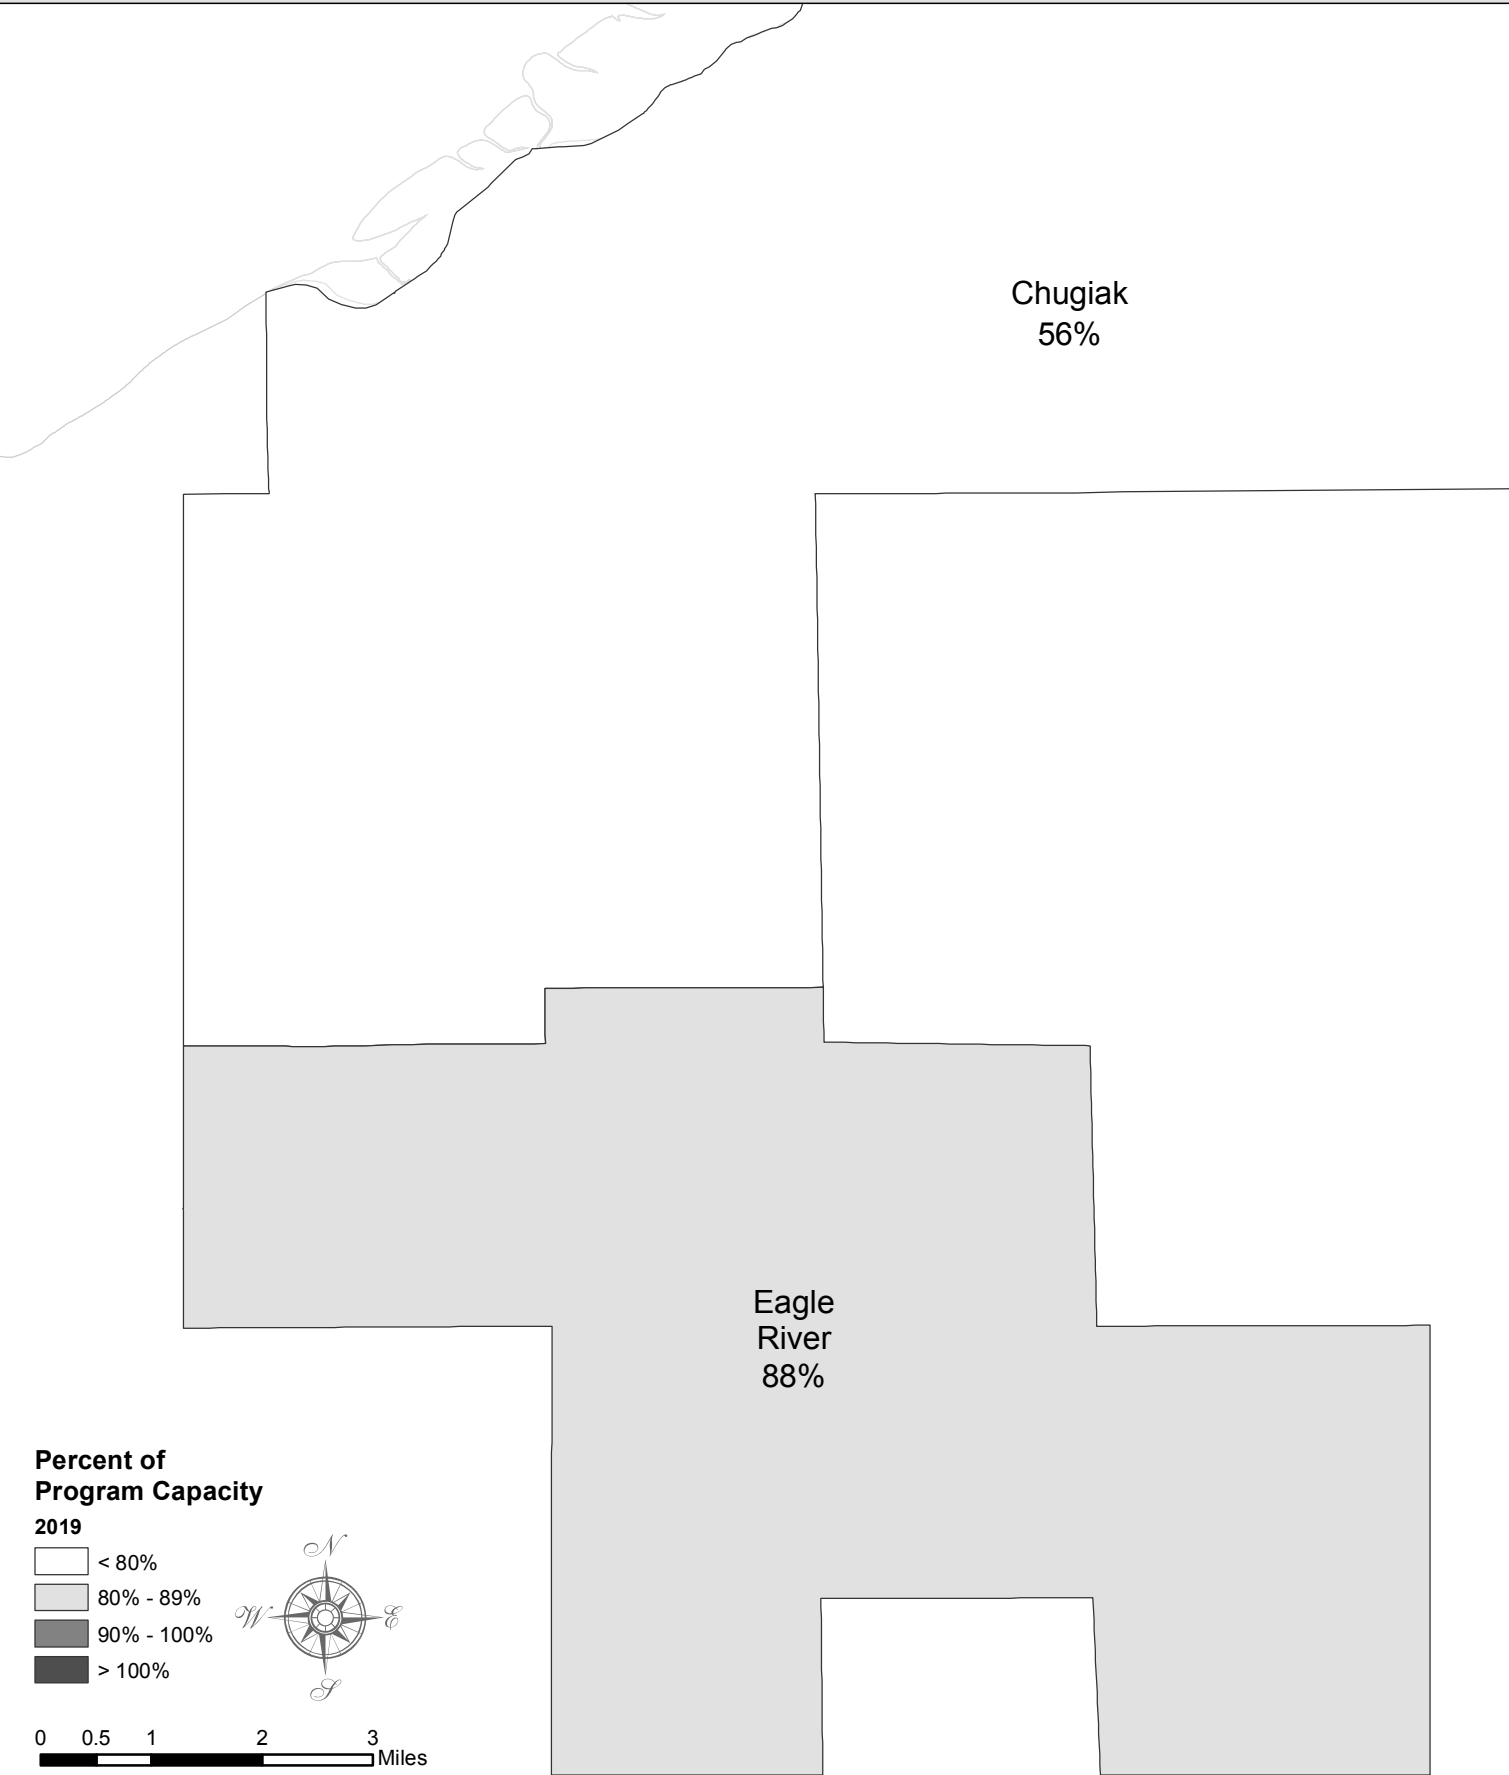 Chugiak
56%
Eagle
River
88%
Percent of
Program Capacity
2019
< 80%
80% - 89%
90% - 100%
> 100%
N
W
E
S
0 0.5 1 2 3
Miles